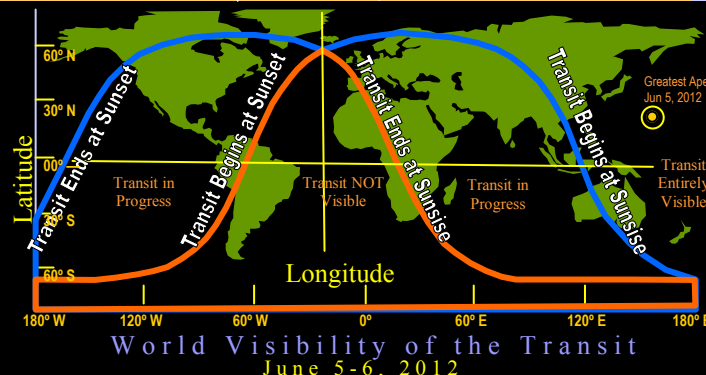 60° N
30° N
00° S
30° S
60° S
Latitude
Transit Ends at Sunset
Transit Begins at Sunset
Transit Ends at Sunsise
Transit Begins at Sunsise
Greatest Ape
Jun 5, 2012
Transit in
Progress
Transit NOT
Visible
Transit in
Progress
Transit
Entirely
Visible
Longitude
180° W
120° W
60° W
0°
60° E
120° E
180° E
World Visibility of the Transit
June 5-6, 2012